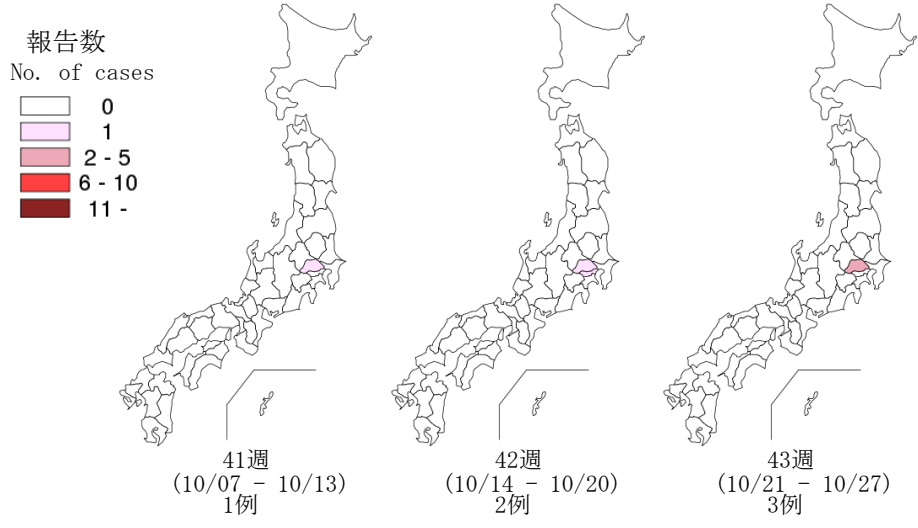 報告数
No. of cases
0
1
2 - 5
6 - 10
11 -
41週
(10/07 - 10/13)
1例
42週
(10/14 - 10/20)
2例
43週
(10/21 - 10/27)
3例